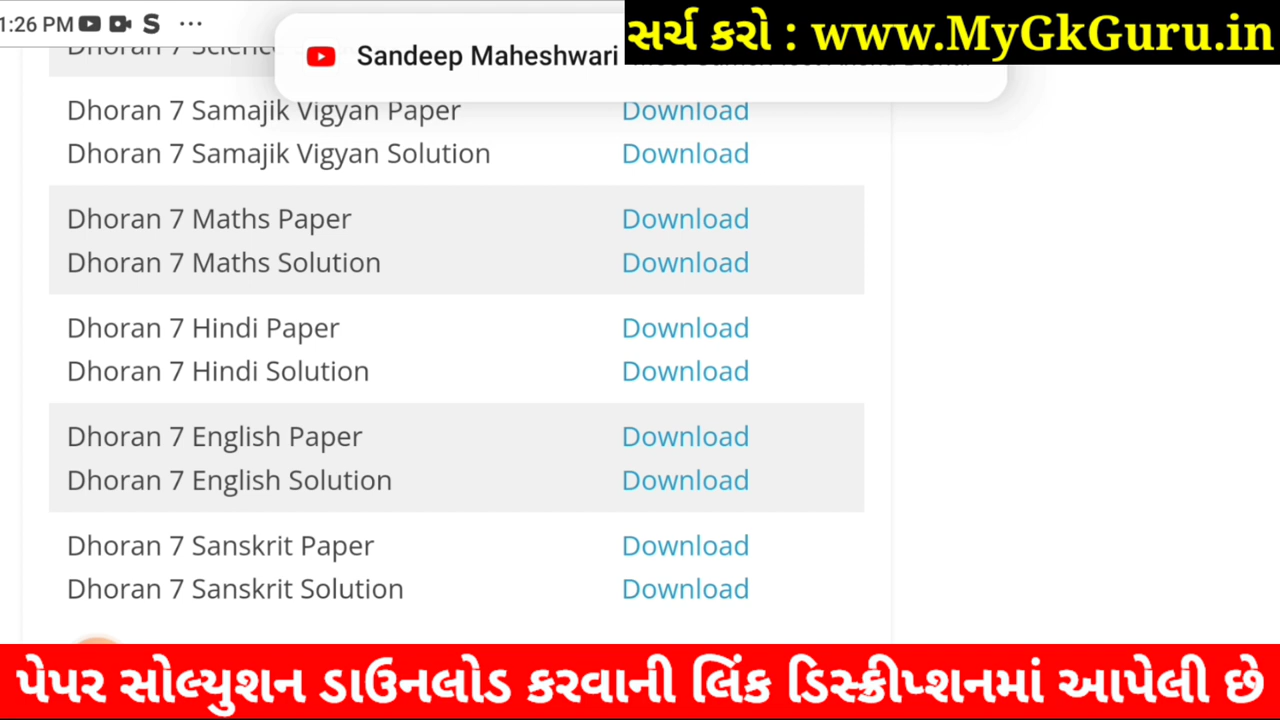 1:26 PM S ...
સર્ચ કરો : www.MyGkGuru.in
Sandeep Maheshwari
Dhoran 7 Science
Dhoran 7 Samajik Vigyan Paper Download
Dhoran 7 Samajik Vigyan Solution Download
Dhoran 7 Maths Paper Download
Dhoran 7 Maths Solution Download
Dhoran 7 Hindi Paper Download
Dhoran 7 Hindi Solution Download
Dhoran 7 English Paper Download
Dhoran 7 English Solution Download
Dhoran 7 Sanskrit Paper Download
Dhoran 7 Sanskrit Solution Download
પેપર સોલ્યુશન ડાઉનલોડ કરવાની લિંક ડિસ્ક્રીપ્શનમાં આપેલી છે